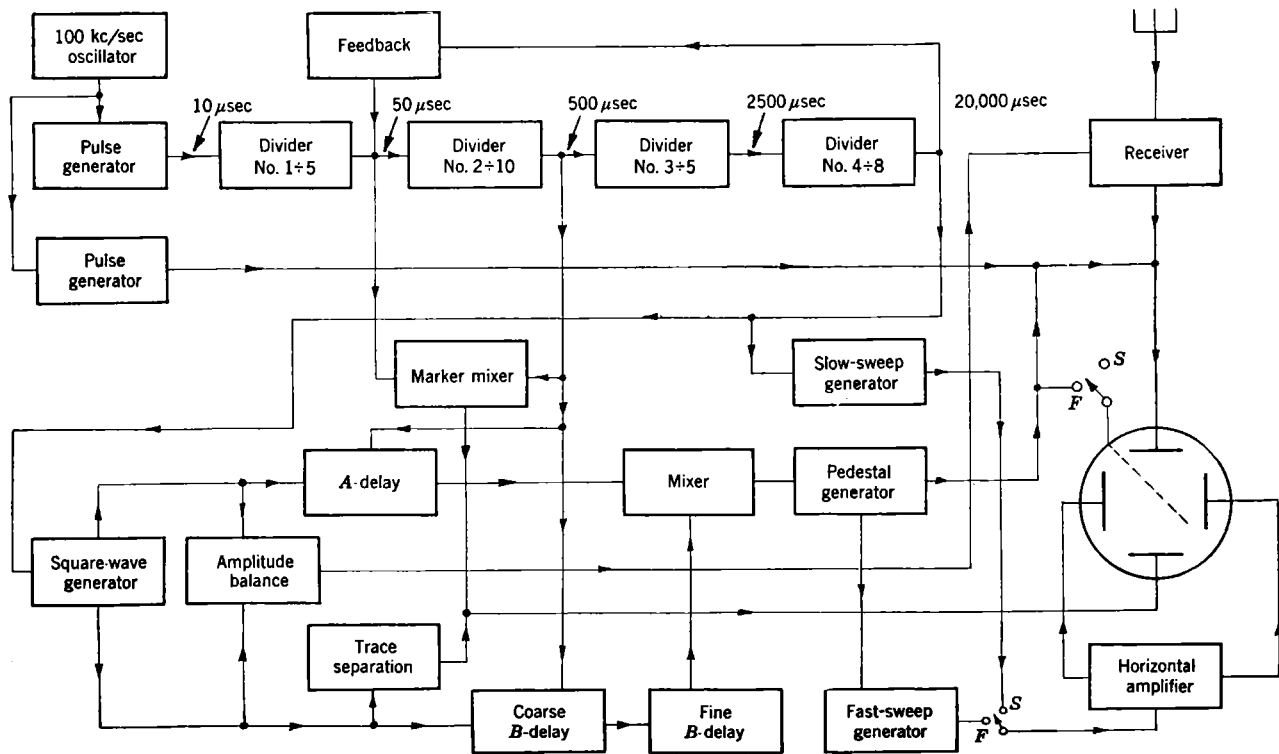 100 kc/sec
oscillator
Feedback
10 μsec
50 μsec
500 μsec
2500 μsec
20,000 μsec
Pulse
generator
Divider
No. 1÷5
Divider
No. 2÷10
Divider
No. 3÷5
Divider
No. 4÷8
Receiver
Pulse
generator
Marker mixer
Slow-sweep
generator
S
F
A-delay
Mixer
Pedestal
generator
Square-wave
generator
Amplitude
balance
Trace
separation
Horizontal
amplifier
Coarse
B-delay
Fine
B-delay
Fast-sweep
generator
S
F